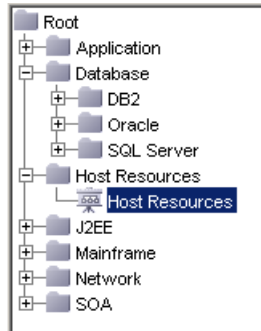 Root
Application
Database
DB2
Oracle
SQL Server
Host Resources
Host Resources
J2EE
Mainframe
Network
SOA